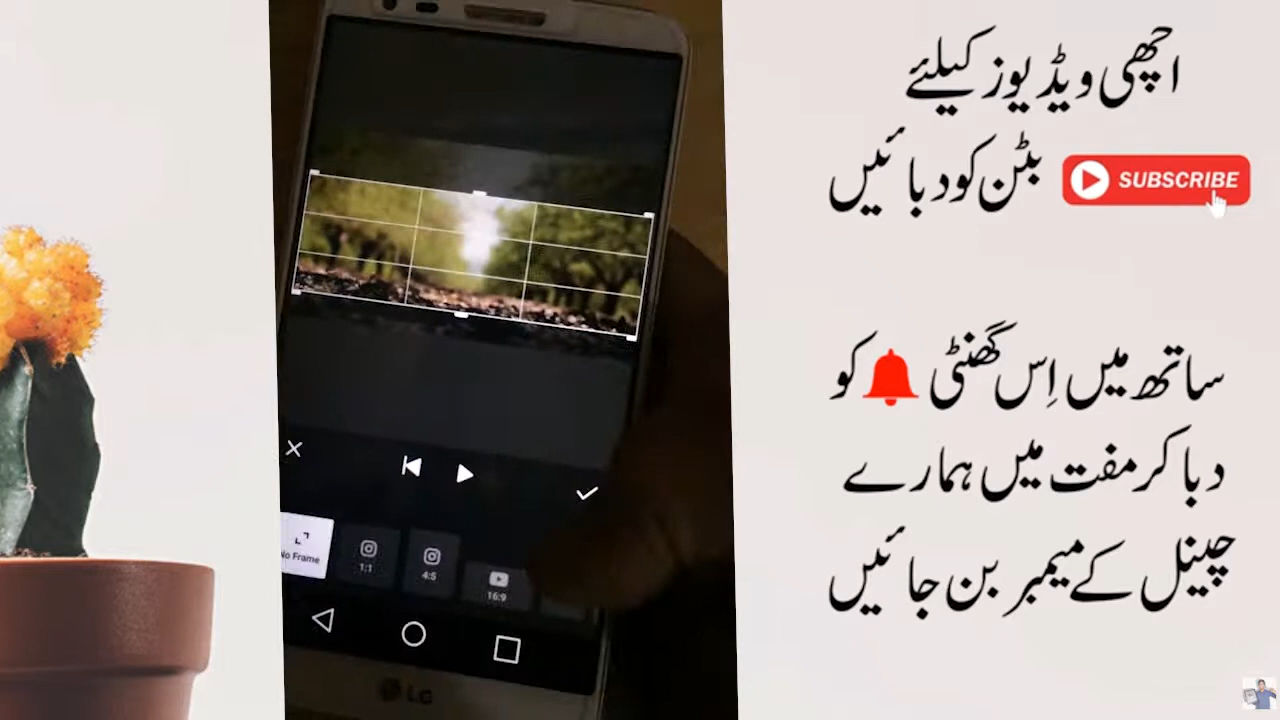 اچھی ویڈیوز کیلئے
SUBSCRIBE بٹن کو دبائیں
ساتھ میں اِس گھنٹی کو
دبا کر مفت میں ہمارے
چینل کے میمبر بن جائیں
No Frame
1:1
4:5
16:9
LG